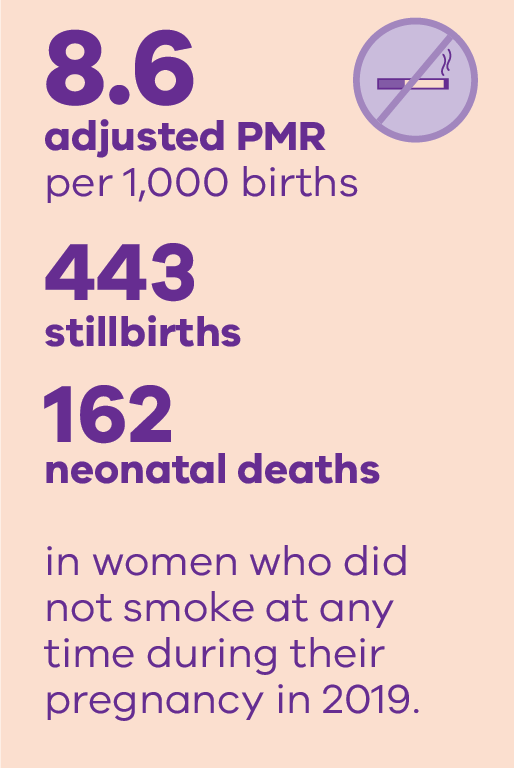 8.6
adjusted PMR
per 1,000 births
443
stillbirths
162
neonatal deaths
in women who did
not smoke at any
time during their
pregnancy in 2019.